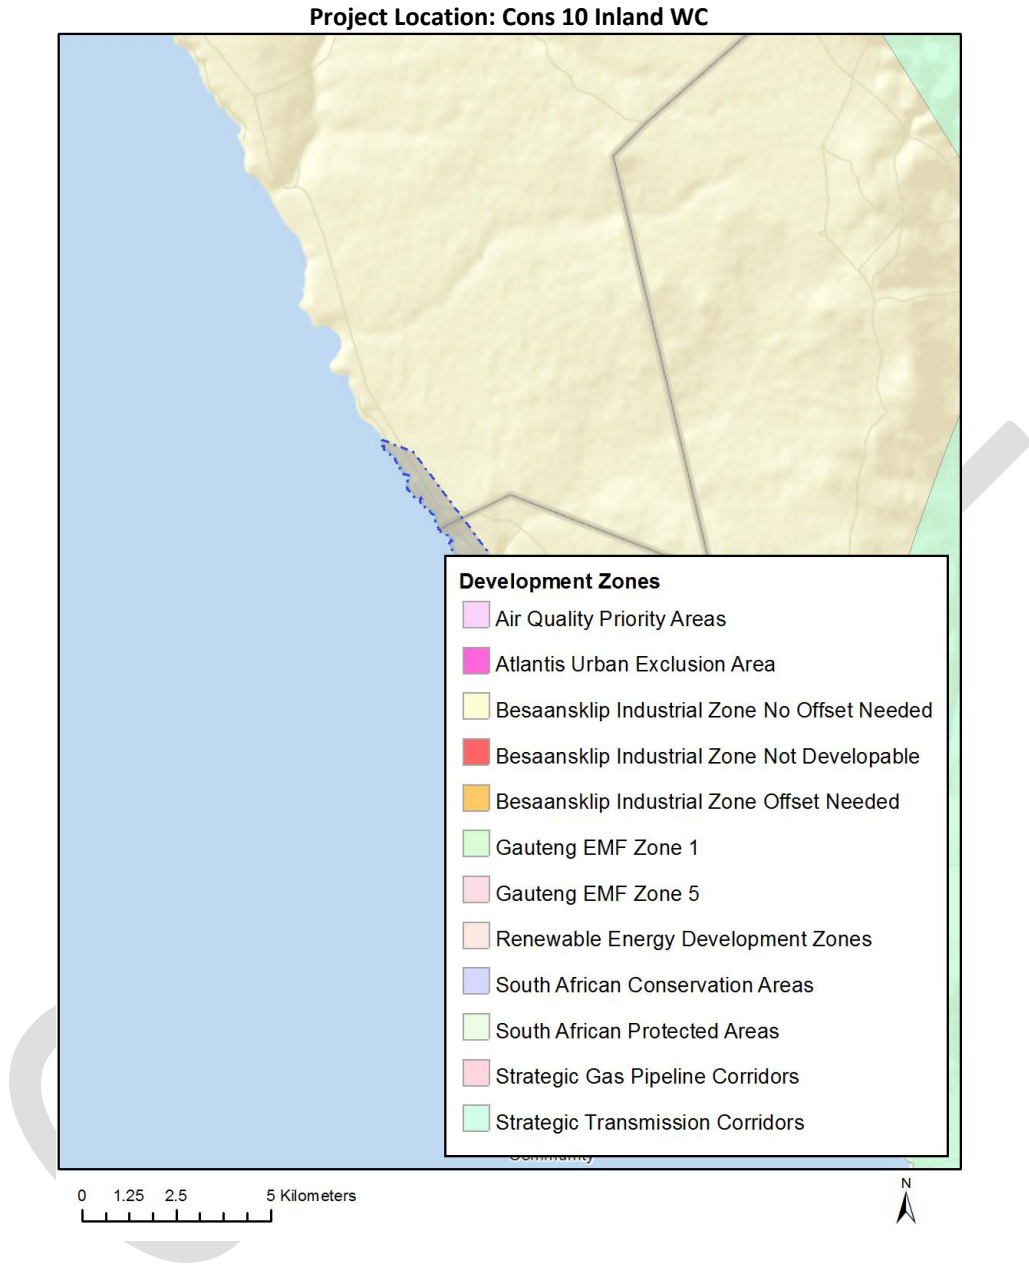 Project Location: Cons 10 Inland WC
Development Zones
Air Quality Priority Areas
Atlantis Urban Exclusion Area
Besaansklip Industrial Zone No Offset Needed
Besaansklip Industrial Zone Not Developable
Besaansklip Industrial Zone Offset Needed
Gauteng EMF Zone 1
Gauteng EMF Zone 5
Renewable Energy Development Zones
South African Conservation Areas
South African Protected Areas
Strategic Gas Pipeline Corridors
Strategic Transmission Corridors
Community
0 1.25 2.5 5 Kilometers
N